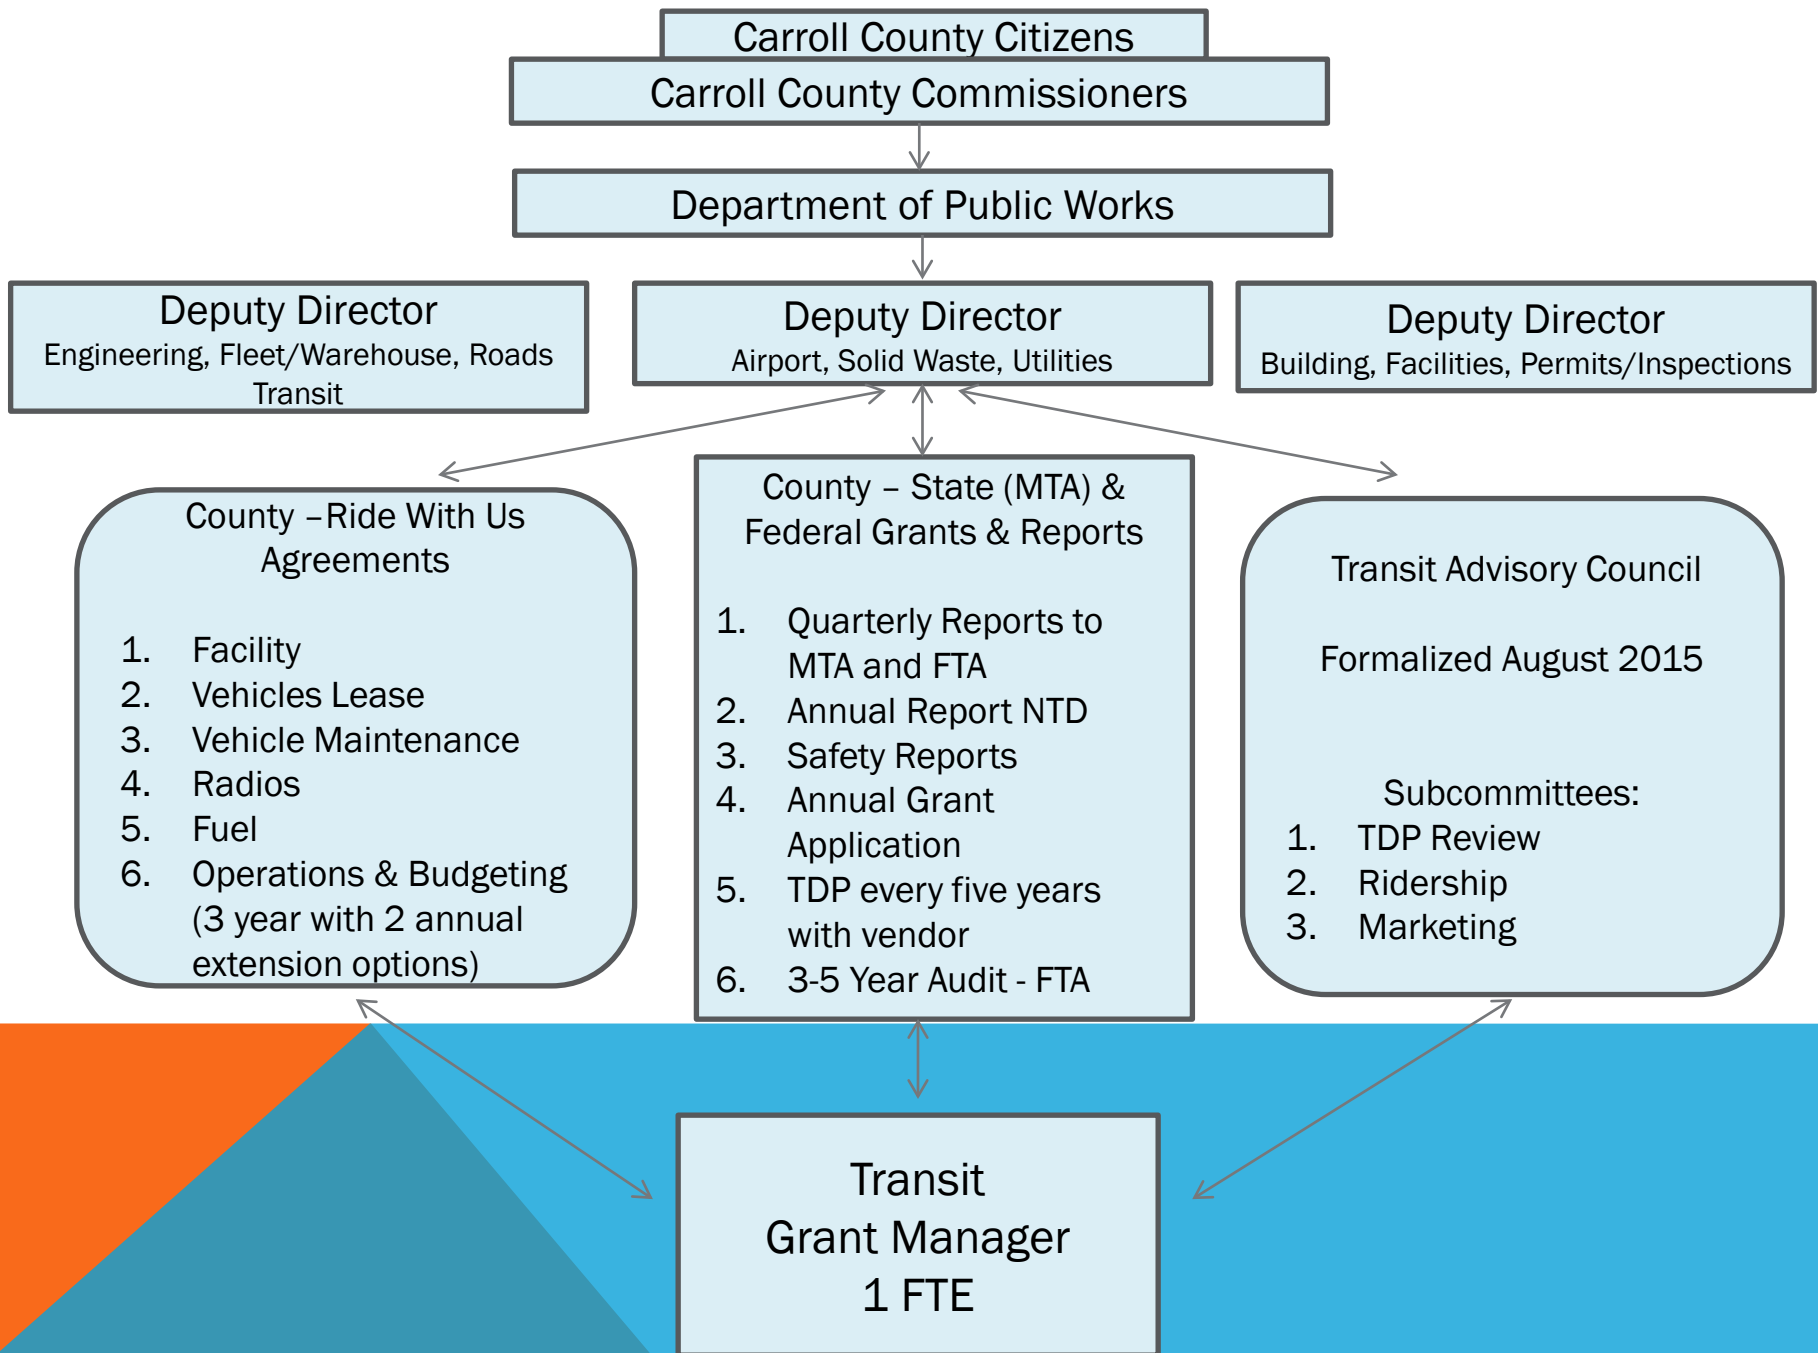 Carroll County Citizens
Carroll County Commissioners
Department of Public Works
Deputy Director
Engineering, Fleet/Warehouse, Roads
Transit
Deputy Director
Airport, Solid Waste, Utilities
Deputy Director
Building, Facilities, Permits/Inspections
County –Ride With Us
Agreements
1. Facility
2. Vehicles Lease
3. Vehicle Maintenance
4. Radios
5. Fuel
6. Operations & Budgeting
(3 year with 2 annual
extension options)
County – State (MTA) &
Federal Grants & Reports
1. Quarterly Reports to
MTA and FTA
2. Annual Report NTD
3. Safety Reports
4. Annual Grant
Application
5. TDP every five years
with vendor
6. 3-5 Year Audit - FTA
Transit Advisory Council
Formalized August 2015
Subcommittees:
1. TDP Review
2. Ridership
3. Marketing
Transit
Grant Manager
1 FTE